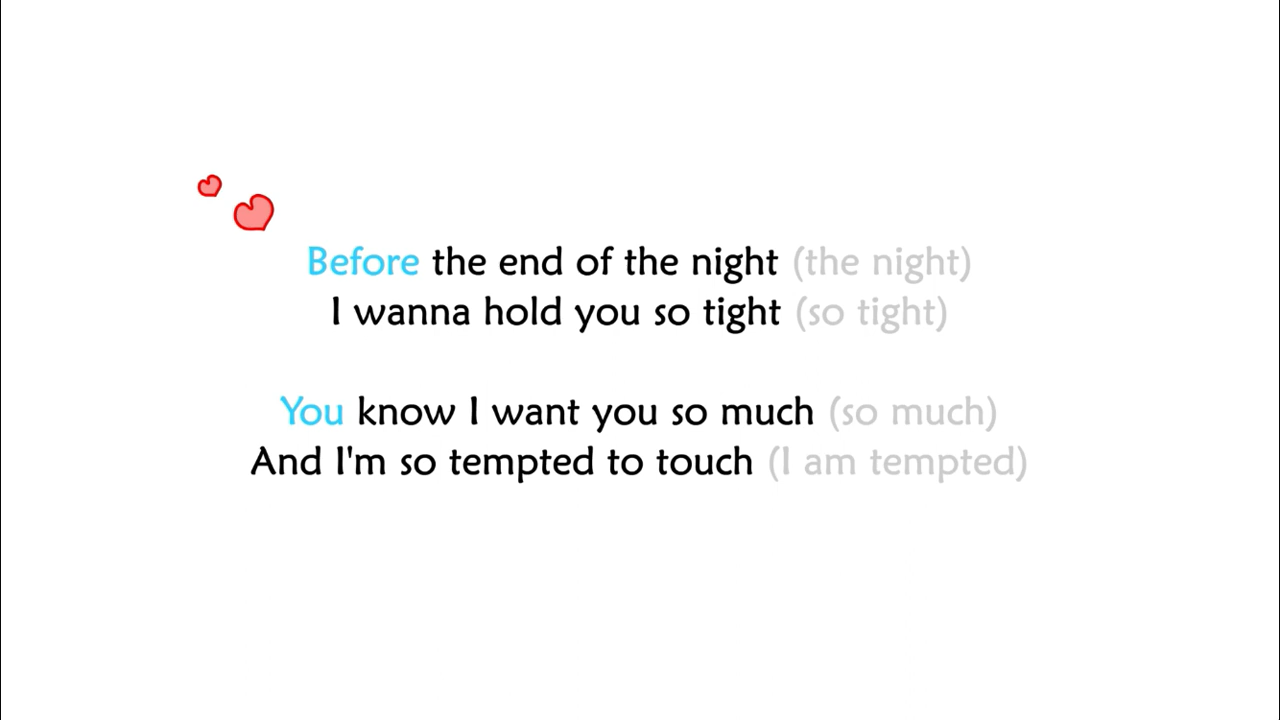 Before the end of the night (the night)
I wanna hold you so tight (so tight)
You know I want you so much (so much)
And I'm so tempted to touch (I am tempted)